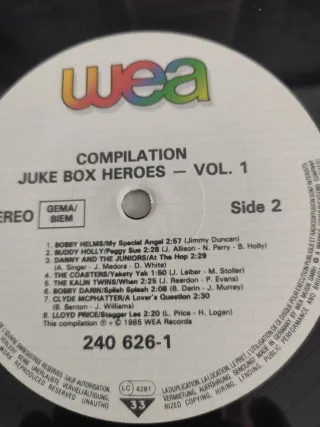 wea
COMPILATION
JUKE BOX HEROES — VOL. 1
EREO GEMA/ BIEM Side 2
1. BOBBY HELMS/My Special Angel 2:57 (Jimmy Duncan)
2. BUDDY HOLLY/Peggy Sue 2:28 (J. Allison - N. Perry - B. Holly)
3. DANNY AND THE JUNIORS/At The Hop 2:29
(A. Singer - J. Medore - D. White)
4. THE COASTERS/Yakety Yak 1:50 (J. Leiber - M. Stoller)
5. THE KALIN TWINS/When 2:25 (J. Reardon - P. Evans)
6. BOBBY DARIN/Splish Splash 2:08 (B. Darin - J. Murray)
7. CLYDE MCPHATTER/A Lover's Question 2:30
(B. Benton - J. Williams)
8. LLOYD PRICE/Stagger Lee 2:20 (L. Price - H. Logan)
This compilation ℗ + © 1985 WEA Records
240 626-1
LC 4281
33